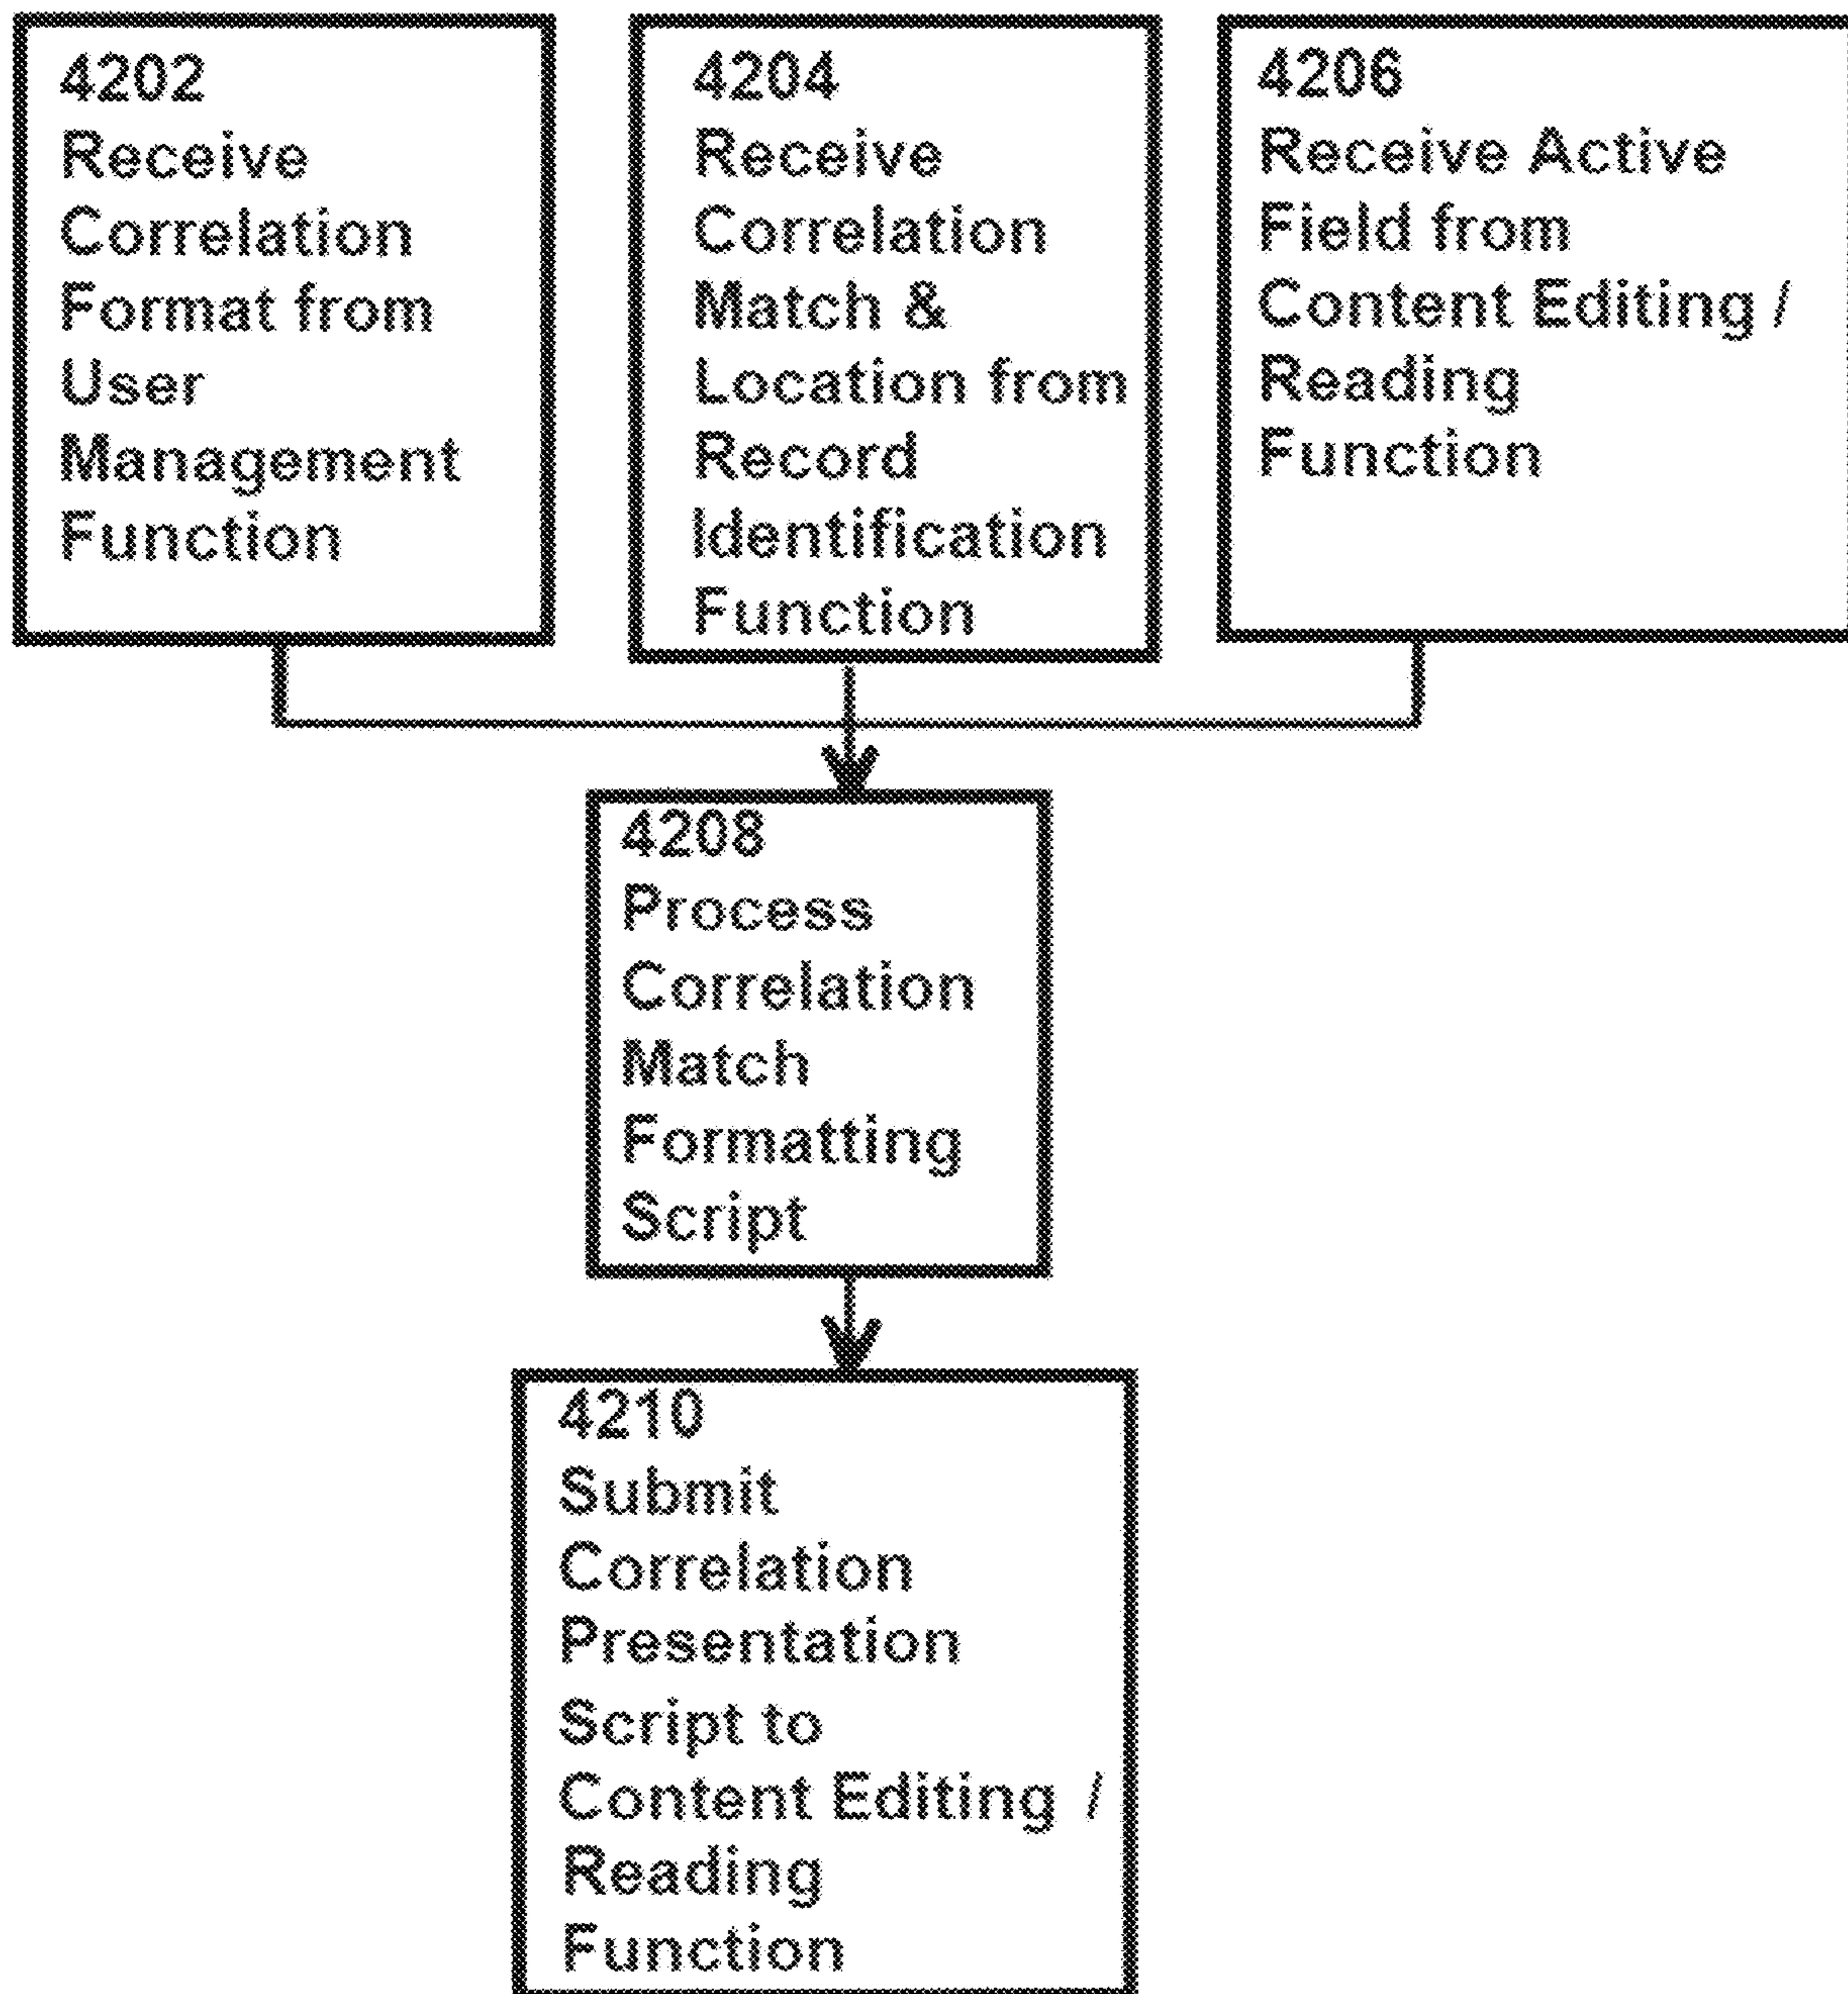 4202
Receive
Correlation
Format from
User
Management
Function
4204
Receive
Correlation
Match &
Location from
Record
Identification
Function
4206
Receive Active
Field from
Content Editing /
Reading
Function
4208
Process
Correlation
Match
Formatting
Script
4210
Submit
Correlation
Presentation
Script to
Content Editing /
Reading
Function